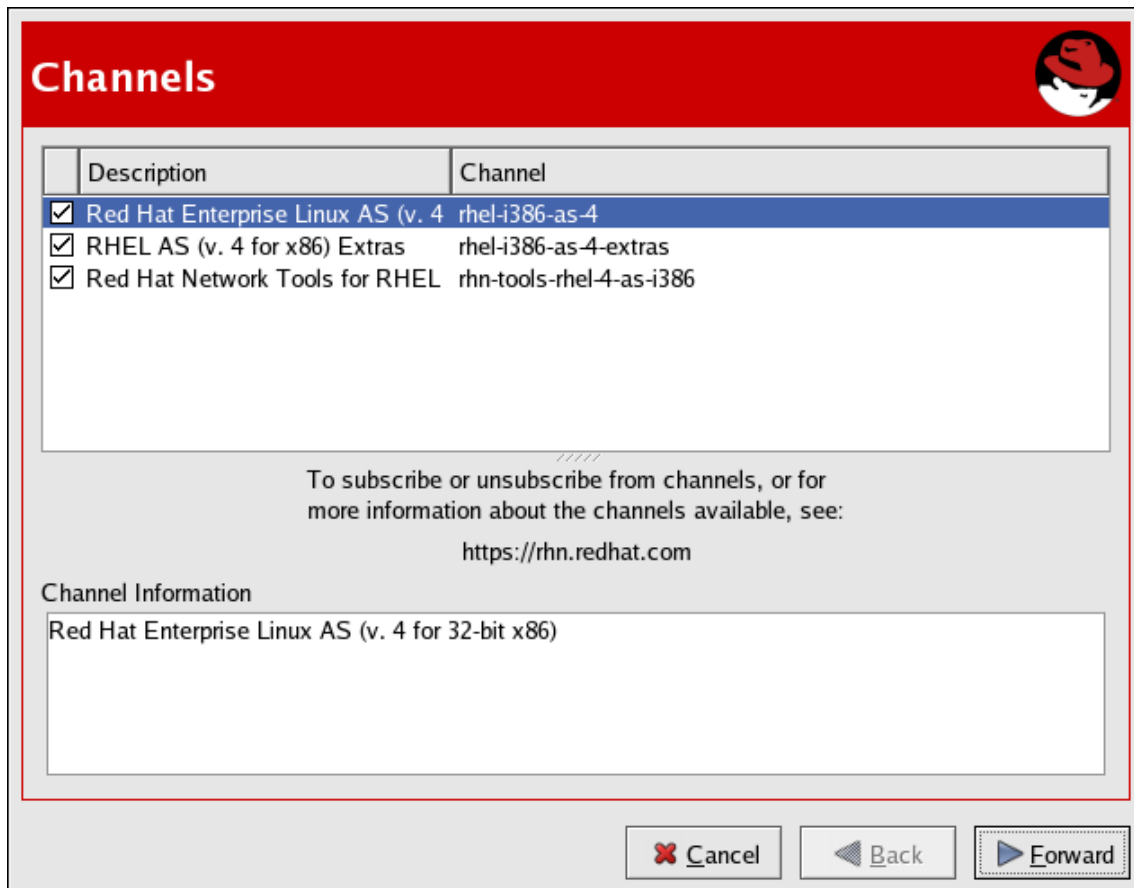 Channels
Description Channel
Red Hat Enterprise Linux AS (v. 4 rhel-i386-as-4
RHEL AS (v. 4 for x86) Extras rhel-i386-as-4-extras
Red Hat Network Tools for RHEL rhn-tools-rhel-4-as-i386
To subscribe or unsubscribe from channels, or for
more information about the channels available, see:
https://rhn.redhat.com
Channel Information
Red Hat Enterprise Linux AS (v. 4 for 32-bit x86)
Cancel Back Forward